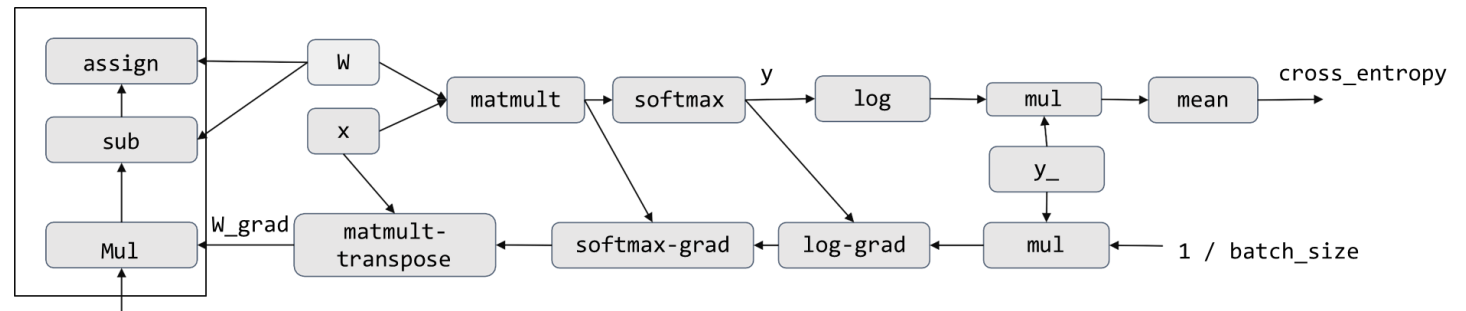 assign
W
matmult
softmax
y
log
mul
mean
cross_entropy
sub
x
y_
Mul
W_grad
matmult-
transpose
softmax-grad
log-grad
mul
1 / batch_size